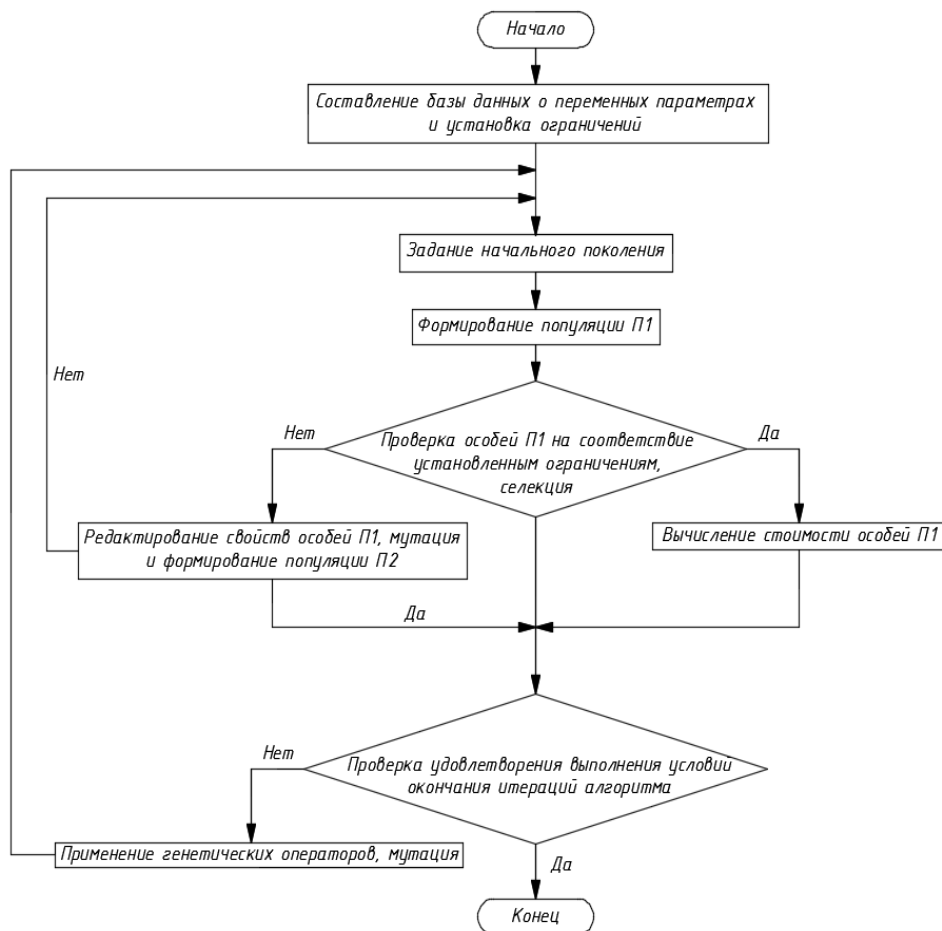 Начало
Составление базы данных о переменных параметрах
и установка ограничений
Задание начального поколения
Формирование популяции П1
Нет
Нет
Проверка особей П1 на соответствие
установленным ограничениям,
селекция
Да
Редактирование свойств особей П1, мутация
и формирование популяции П2
Вычисление стоимости особей П1
Да
Нет
Проверка удовлетворения выполнения условии
окончания итераций алгоритма
Применение генетических операторов, мутация
Да
Конец